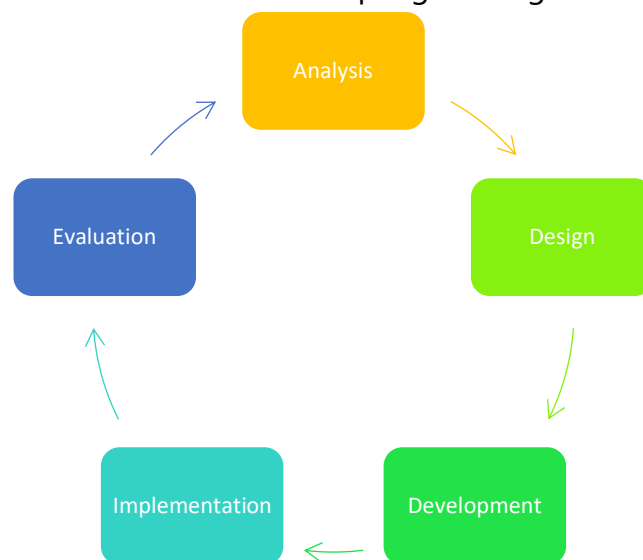 Analysis
Evaluation
Design
Implementation
Development